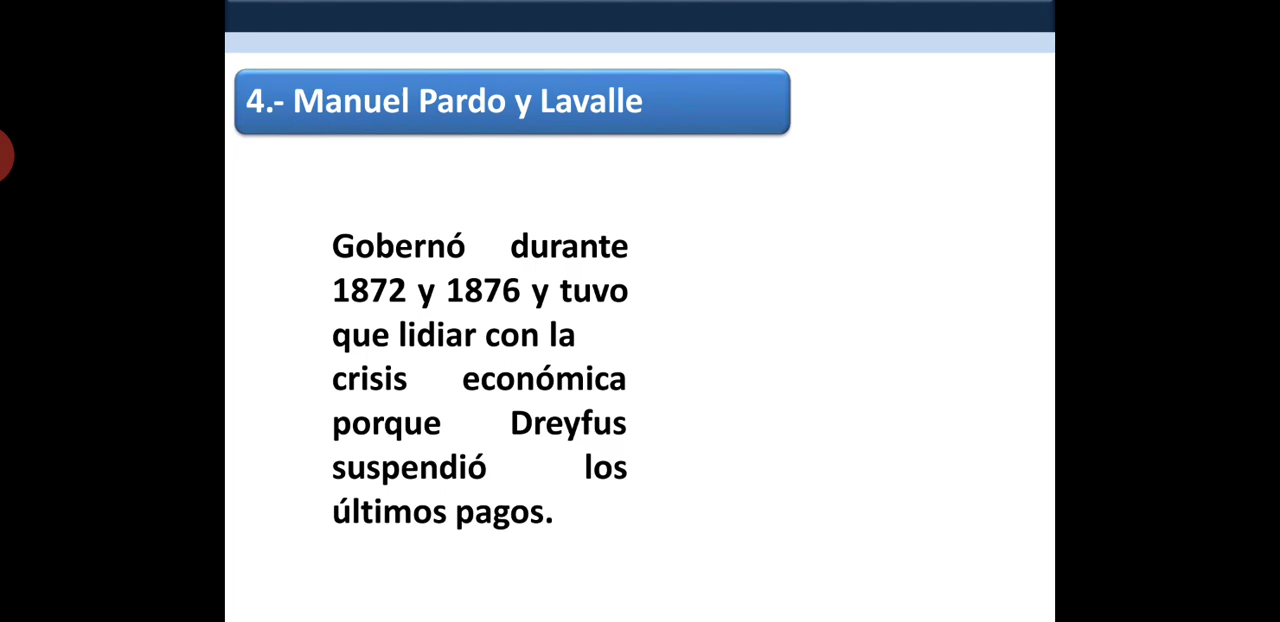 4.- Manuel Pardo y Lavalle
Gobernó durante
1872 y 1876 y tuvo
que lidiar con la
crisis económica
porque Dreyfus
suspendió los
últimos pagos.